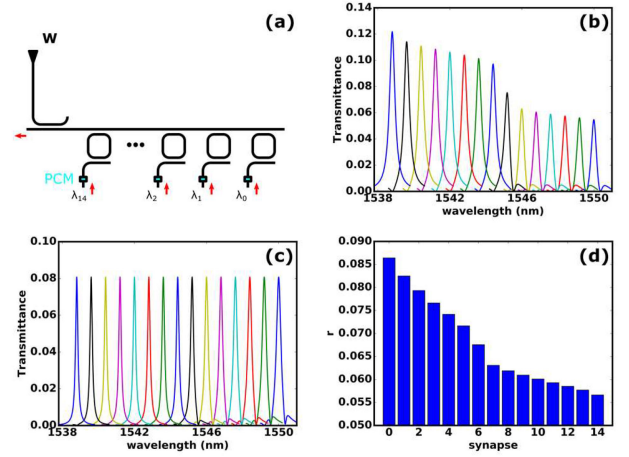 (a)
W
PCM
λ14
λ2
λ1
λ0
(b)
Transmittance
0.14
0.12
0.10
0.08
0.06
0.04
0.02
0.00
1538
1542
1546
1550
wavelength (nm)
(c)
Transmittance
0.10
0.08
0.06
0.04
0.02
0.00
1538
1542
1546
1550
wavelength (nm)
(d)
r
0.090
0.085
0.080
0.075
0.070
0.065
0.060
0.055
0.050
0 2 4 6 8 10 12 14
synapse